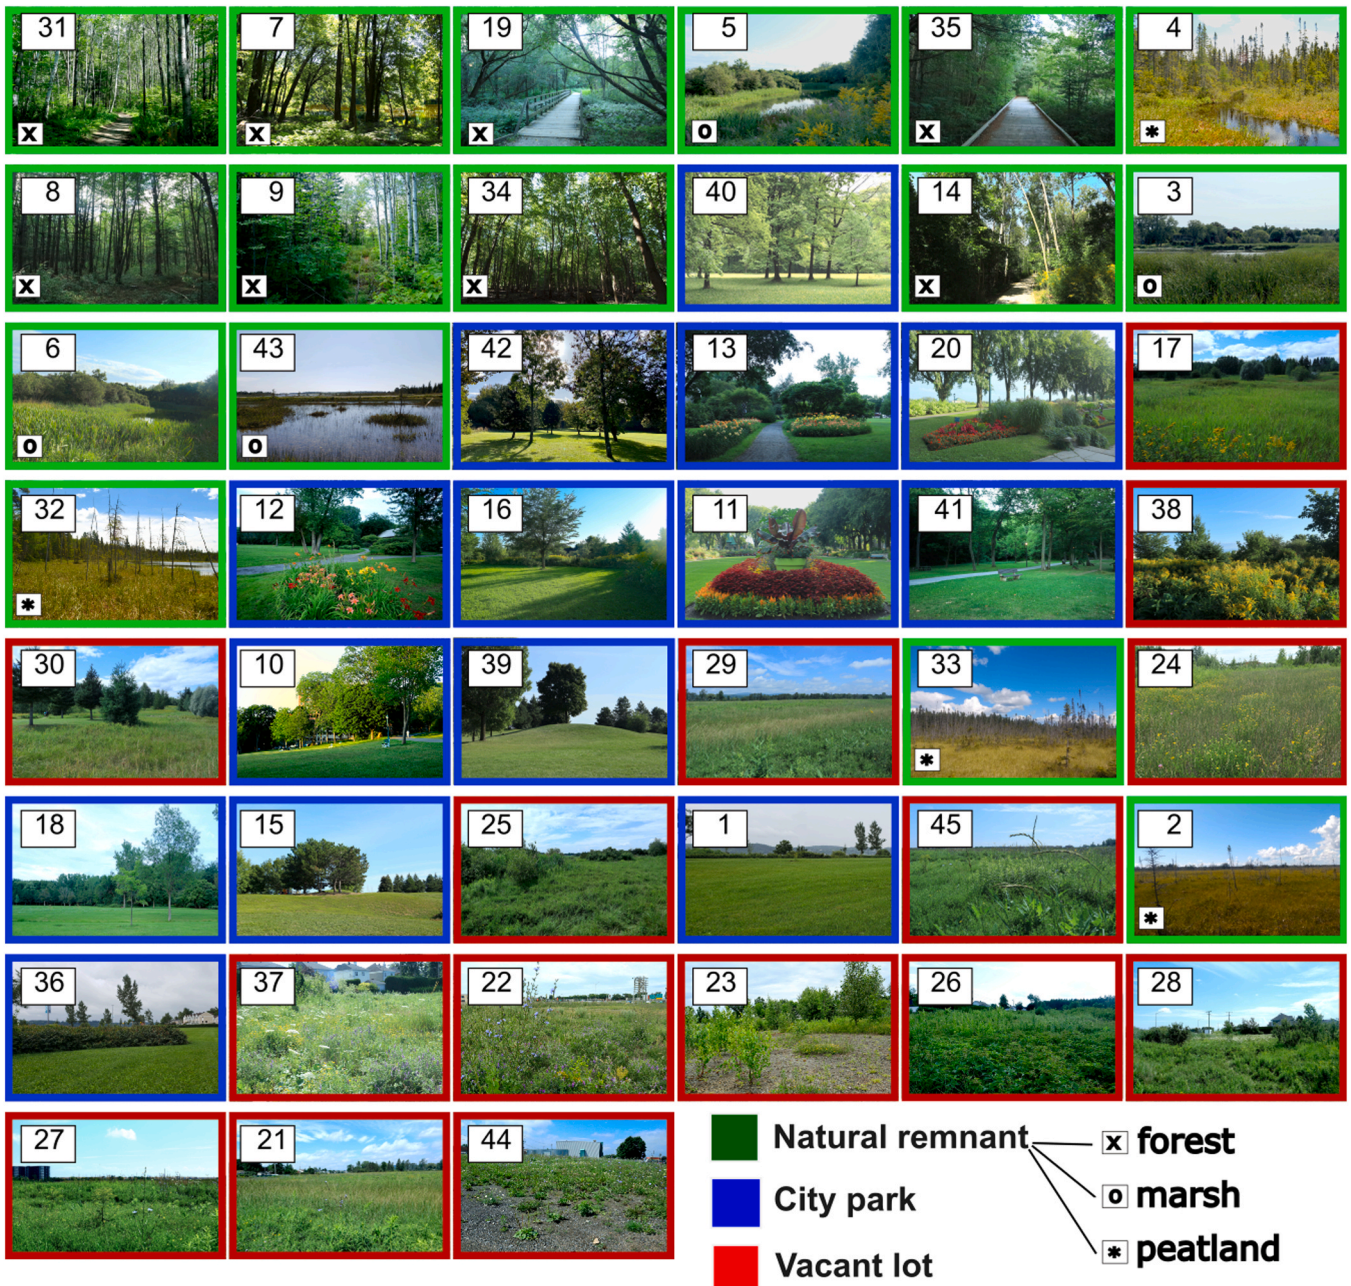 31 7 19 5 35 4
x x x o x *
8 9 34 40 14 3
x x x x o
6 43 42 13 20 17
o o
32 12 16 11 41 38
*
30 10 39 29 33 24
*
18 15 25 1 45 2
*
36 37 22 23 26 28
27 21 44
Natural remnant
x forest
City park
o marsh
Vacant lot
* peatland